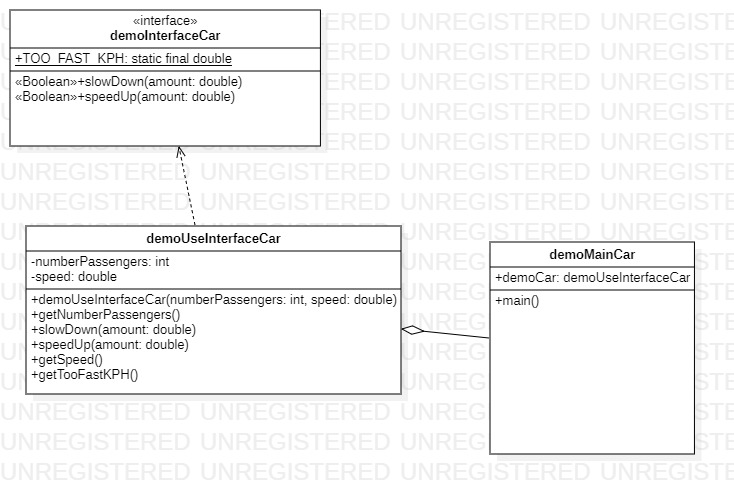 «interface»
demoInterfaceCar
+TOO_FAST_KPH: static final double
«Boolean»+slowDown(amount: double)
«Boolean»+speedUp(amount: double)
demoUseInterfaceCar
-numberPassengers: int
-speed: double
+demoUseInterfaceCar(numberPassengers: int, speed: double)
+getNumberPassengers()
+slowDown(amount: double)
+speedUp(amount: double)
+getSpeed()
+getTooFastKPH()
demoMainCar
+demoCar: demoUseInterfaceCar
+main()
UNREGISTERED